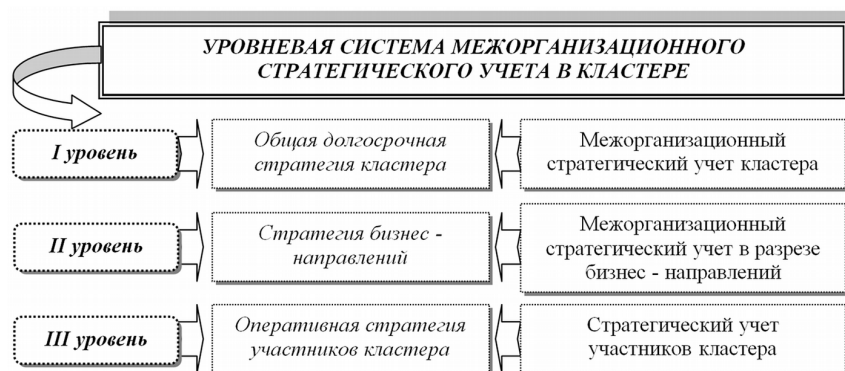 УРОВНЕВАЯ СИСТЕМА МЕЖОРГАНИЗАЦИОННОГО
СТРАТЕГИЧЕСКОГО УЧЕТА В КЛАСТЕРЕ
I уровень
Общая долгосрочная
стратегия кластера
Межорганизационный
стратегический учет кластера
II уровень
Стратегия бизнес -
направлений
Межорганизационный
стратегический учет в разрезе
бизнес - направлений
III уровень
Оперативная стратегия
участников кластера
Стратегический учет
участников кластера